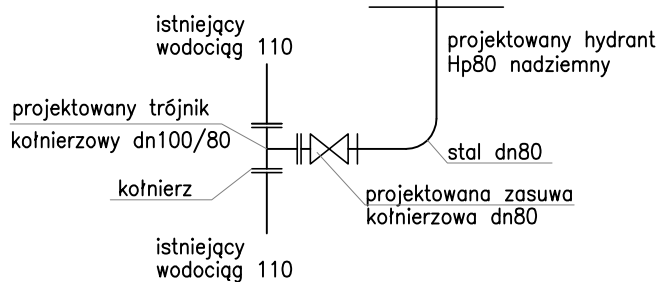 istniejący
wodociąg 110
projektowany hydrant
Hp80 nadziemny
projektowany trójnik
kołnierzowy dn100/80
stal dn80
kołnierz
projektowana zasuwa
kołnierzowa dn80
istniejący
wodociąg 110